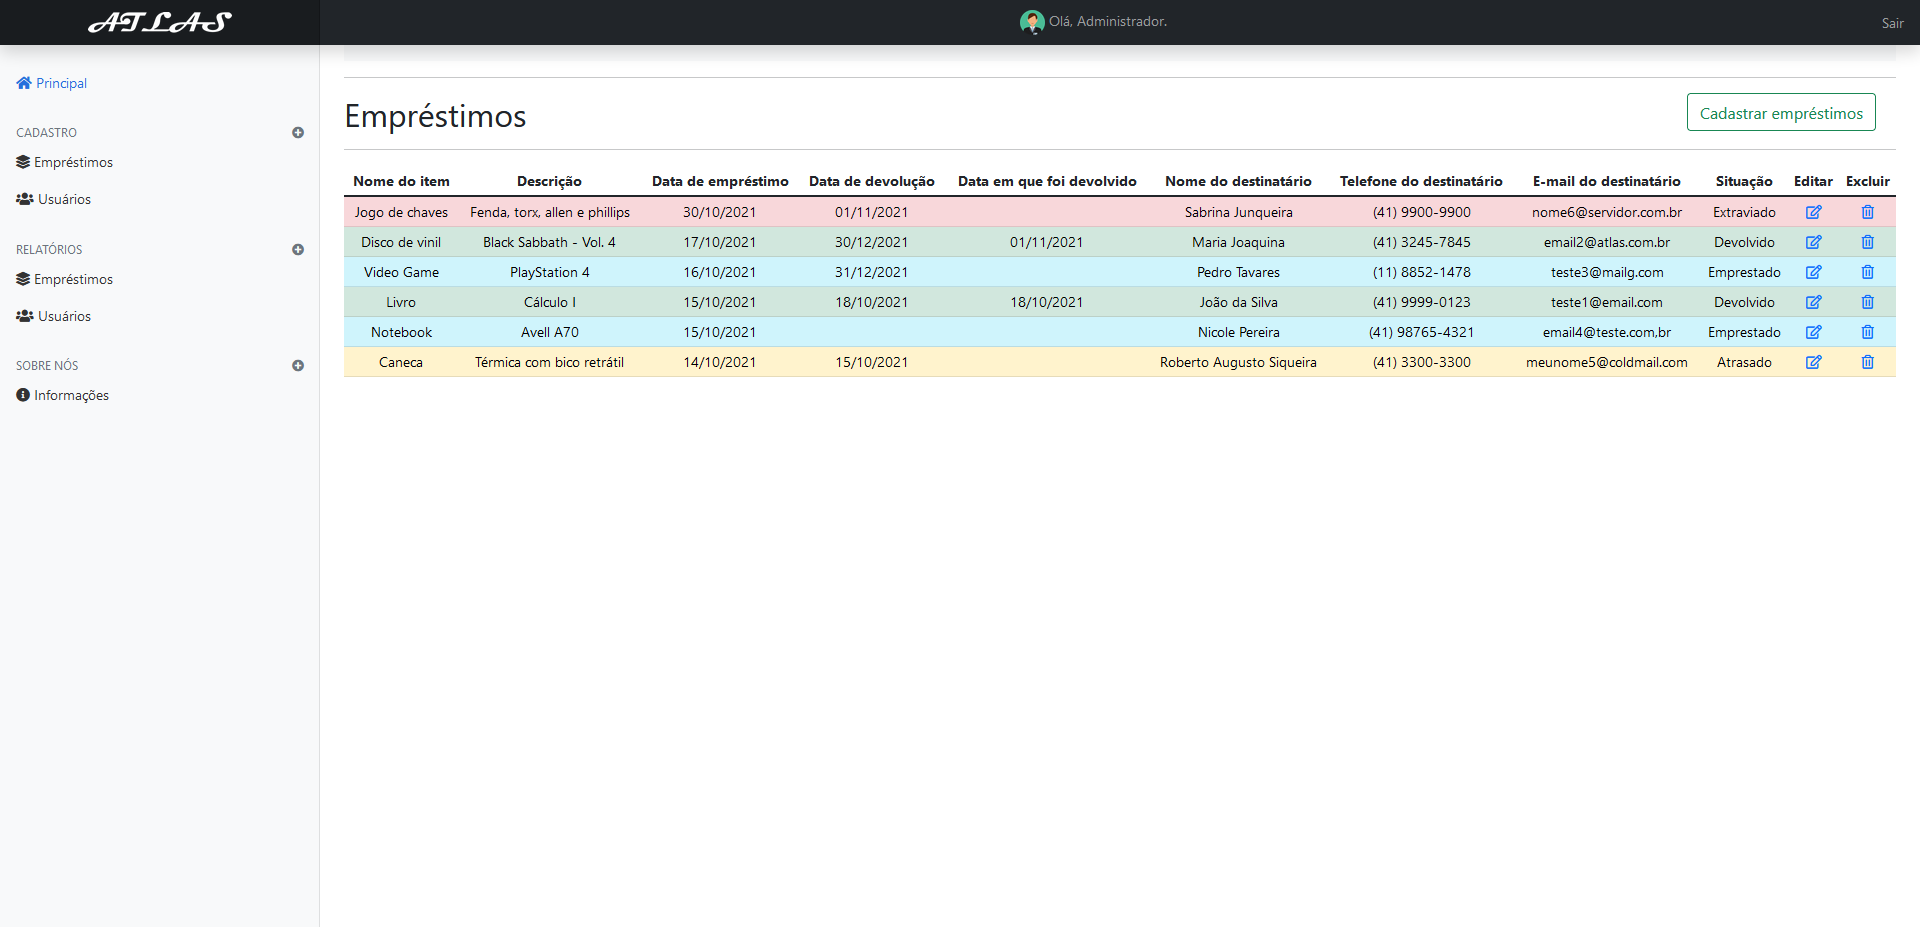 ATLAS
Olá, Administrador.
Sair
Principal
CADASTRO
Empréstimos
Usuários
RELATÓRIOS
Empréstimos
Usuários
SOBRE NÓS
Informações
Empréstimos
Cadastrar empréstimos
Nome do item Descrição Data de empréstimo Data de devolução Data em que foi devolvido Nome do destinatário Telefone do destinatário E-mail do destinatário Situação Editar Excluir
Jogo de chaves Fenda, torx, allen e phillips 30/10/2021 01/11/2021 Sabrina Junqueira (41) 9900-9900 nome6@servidor.com.br Extraviado
Disco de vinil Black Sabbath - Vol. 4 17/10/2021 30/12/2021 01/11/2021 Maria Joaquina (41) 3245-7845 email2@atlas.com.br Devolvido
Video Game PlayStation 4 16/10/2021 31/12/2021 Pedro Tavares (11) 8852-1478 teste3@mailg.com Emprestado
Livro Cálculo I 15/10/2021 18/10/2021 18/10/2021 João da Silva (41) 9999-0123 teste1@email.com Devolvido
Notebook Avell A70 15/10/2021 Nicole Pereira (41) 98765-4321 email4@teste.com,br Emprestado
Caneca Térmica com bico retrátil 14/10/2021 15/10/2021 Roberto Augusto Siqueira (41) 3300-3300 meunome5@coldmail.com Atrasado